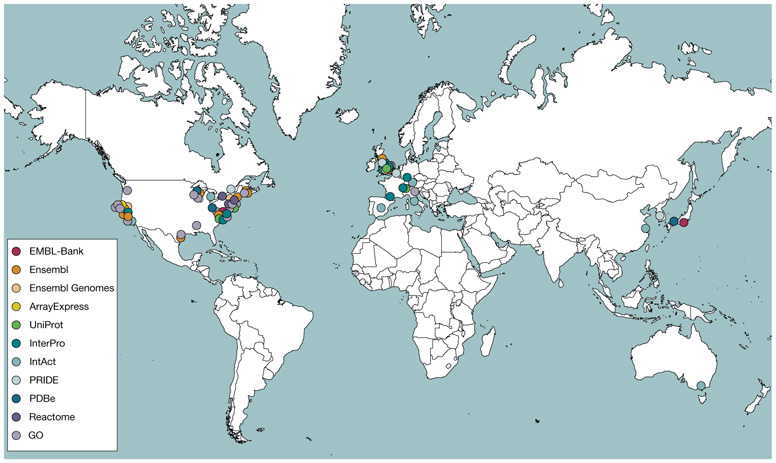 EMBL-Bank
Ensembl
Ensembl Genomes
ArrayExpress
UniProt
InterPro
IntAct
PRIDE
PDBe
Reactome
GO